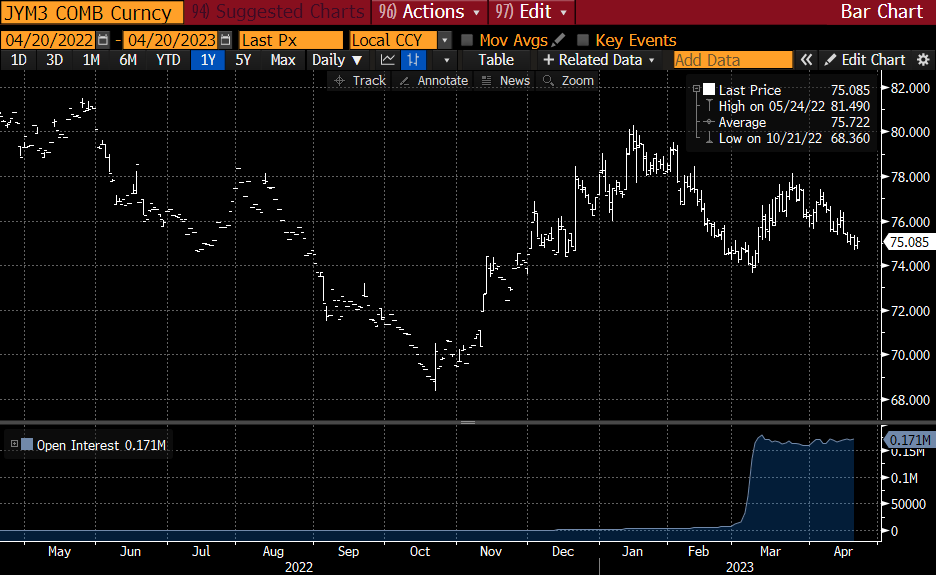 JYM3 COMB Curncy 94) Suggested Charts 96) Actions 97) Edit Bar Chart
04/20/2022 - 04/20/2023 Last Px Local CCY Mov Avgs Key Events
1D 3D 1M 6M YTD 1Y 5Y Max Daily ▼ Table + Related Data Add Data « Edit Chart
Track Annotate News Zoom
Last Price 75.085
High on 05/24/22 81.490
Average 75.722
Low on 10/21/22 68.360
82.000
80.000
78.000
76.000
75.085
74.000
72.000
70.000
68.000
Open Interest 0.171M
0.171M
0.15M
0.1M
50000
0
May Jun Jul Aug Sep Oct Nov Dec Jan Feb Mar Apr
2022 2023